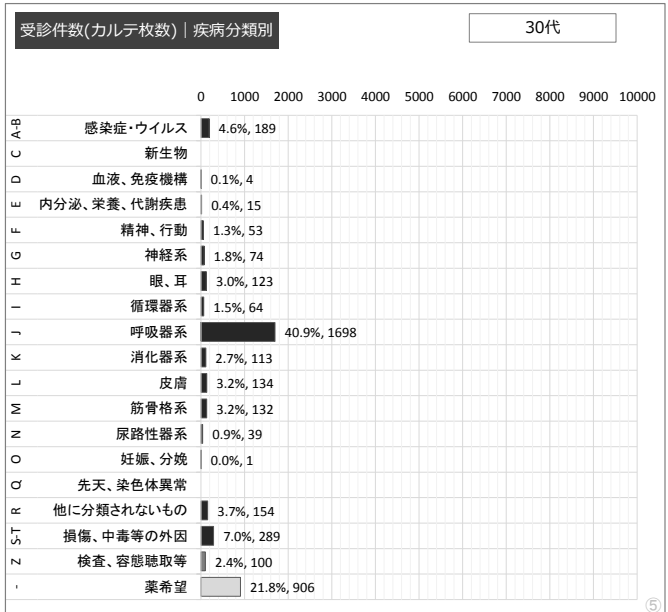 受診件数(カルテ枚数)｜疾病分類別
30代
0 1000 2000 3000 4000 5000 6000 7000 8000 9000 10000
A-B 感染症・ウイルス 4.6%, 189
C 新生物
D 血液、免疫機構 0.1%, 4
E 内分泌、栄養、代謝疾患 0.4%, 15
F 精神、行動 1.3%, 53
G 神経系 1.8%, 74
H 眼、耳 3.0%, 123
I 循環器系 1.5%, 64
J 呼吸器系 40.9%, 1698
K 消化器系 2.7%, 113
L 皮膚 3.2%, 134
M 筋骨格系 3.2%, 132
N 尿路性器系 0.9%, 39
O 妊娠、分娩 0.0%, 1
Q 先天、染色体異常
R 他に分類されないもの 3.7%, 154
S-T 損傷、中毒等の外因 7.0%, 289
Z 検査、容態聴取等 2.4%, 100
- 薬希望 21.8%, 906
⑤